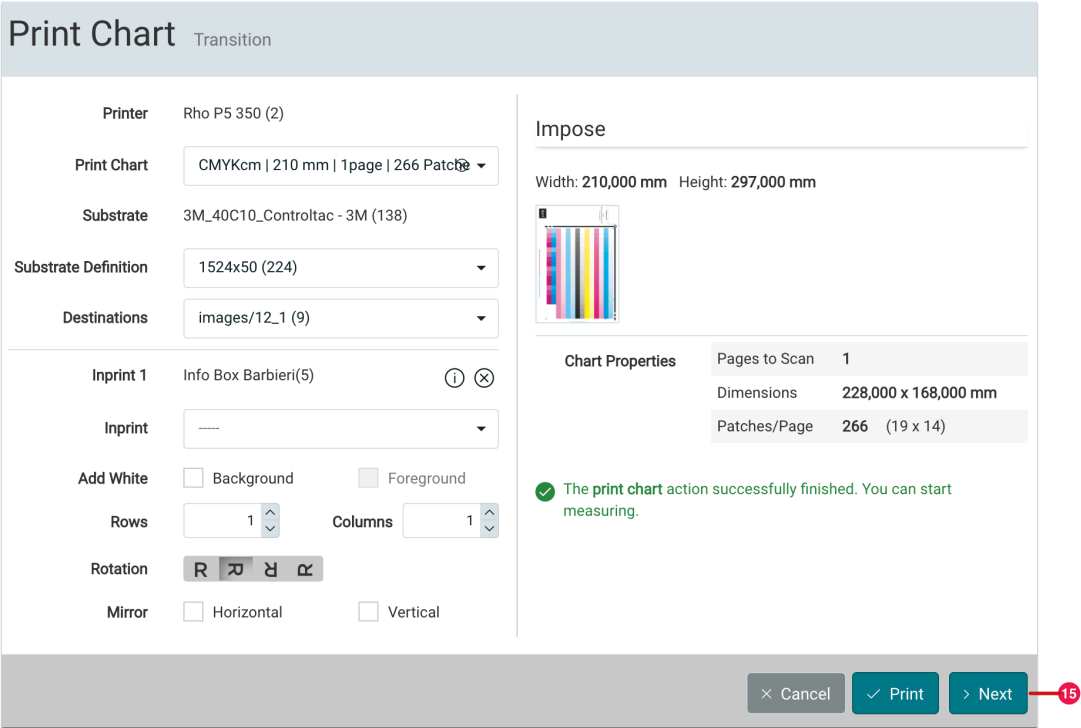 Print Chart Transition
Printer Rho P5 350 (2)
Print Chart CMYKcm | 210 mm | 1page | 266 Patche
Substrate 3M_40C10_Controltac - 3M (138)
Substrate Definition 1524x50 (224)
Destinations images/12_1 (9)
Inprint 1 Info Box Barbieri(5)
Inprint -----
Add White Background Foreground
Rows 1 Columns 1
Rotation R R R R
Mirror Horizontal Vertical
Impose
Width: 210,000 mm Height: 297,000 mm
Chart Properties Pages to Scan 1
Dimensions 228,000 x 168,000 mm
Patches/Page 266 (19 x 14)
The print chart action successfully finished. You can start
measuring.
Cancel Print Next 15